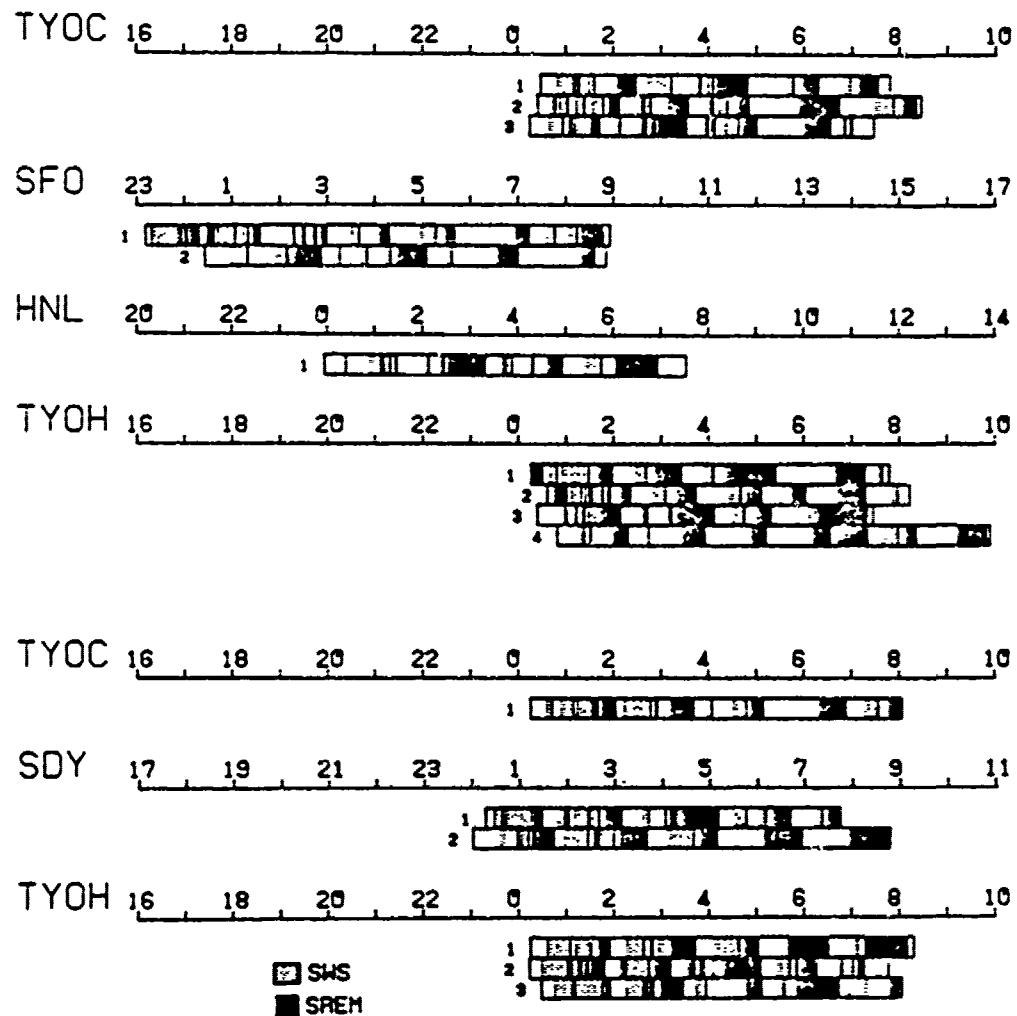 TYOC 16 18 20 22 0 2 4 6 8 10
1
2
3
SFO 23 1 3 5 7 9 11 13 15 17
1
2
HNL 20 22 0 2 4 6 8 10 12 14
1
TYOH 16 18 20 22 0 2 4 6 8 10
1
2
3
4
TYOC 16 18 20 22 0 2 4 6 8 10
1
SDY 17 19 21 23 1 3 5 7 9 11
1
2
TYOH 16 18 20 22 0 2 4 6 8 10
1
2
3
SWS
SREM